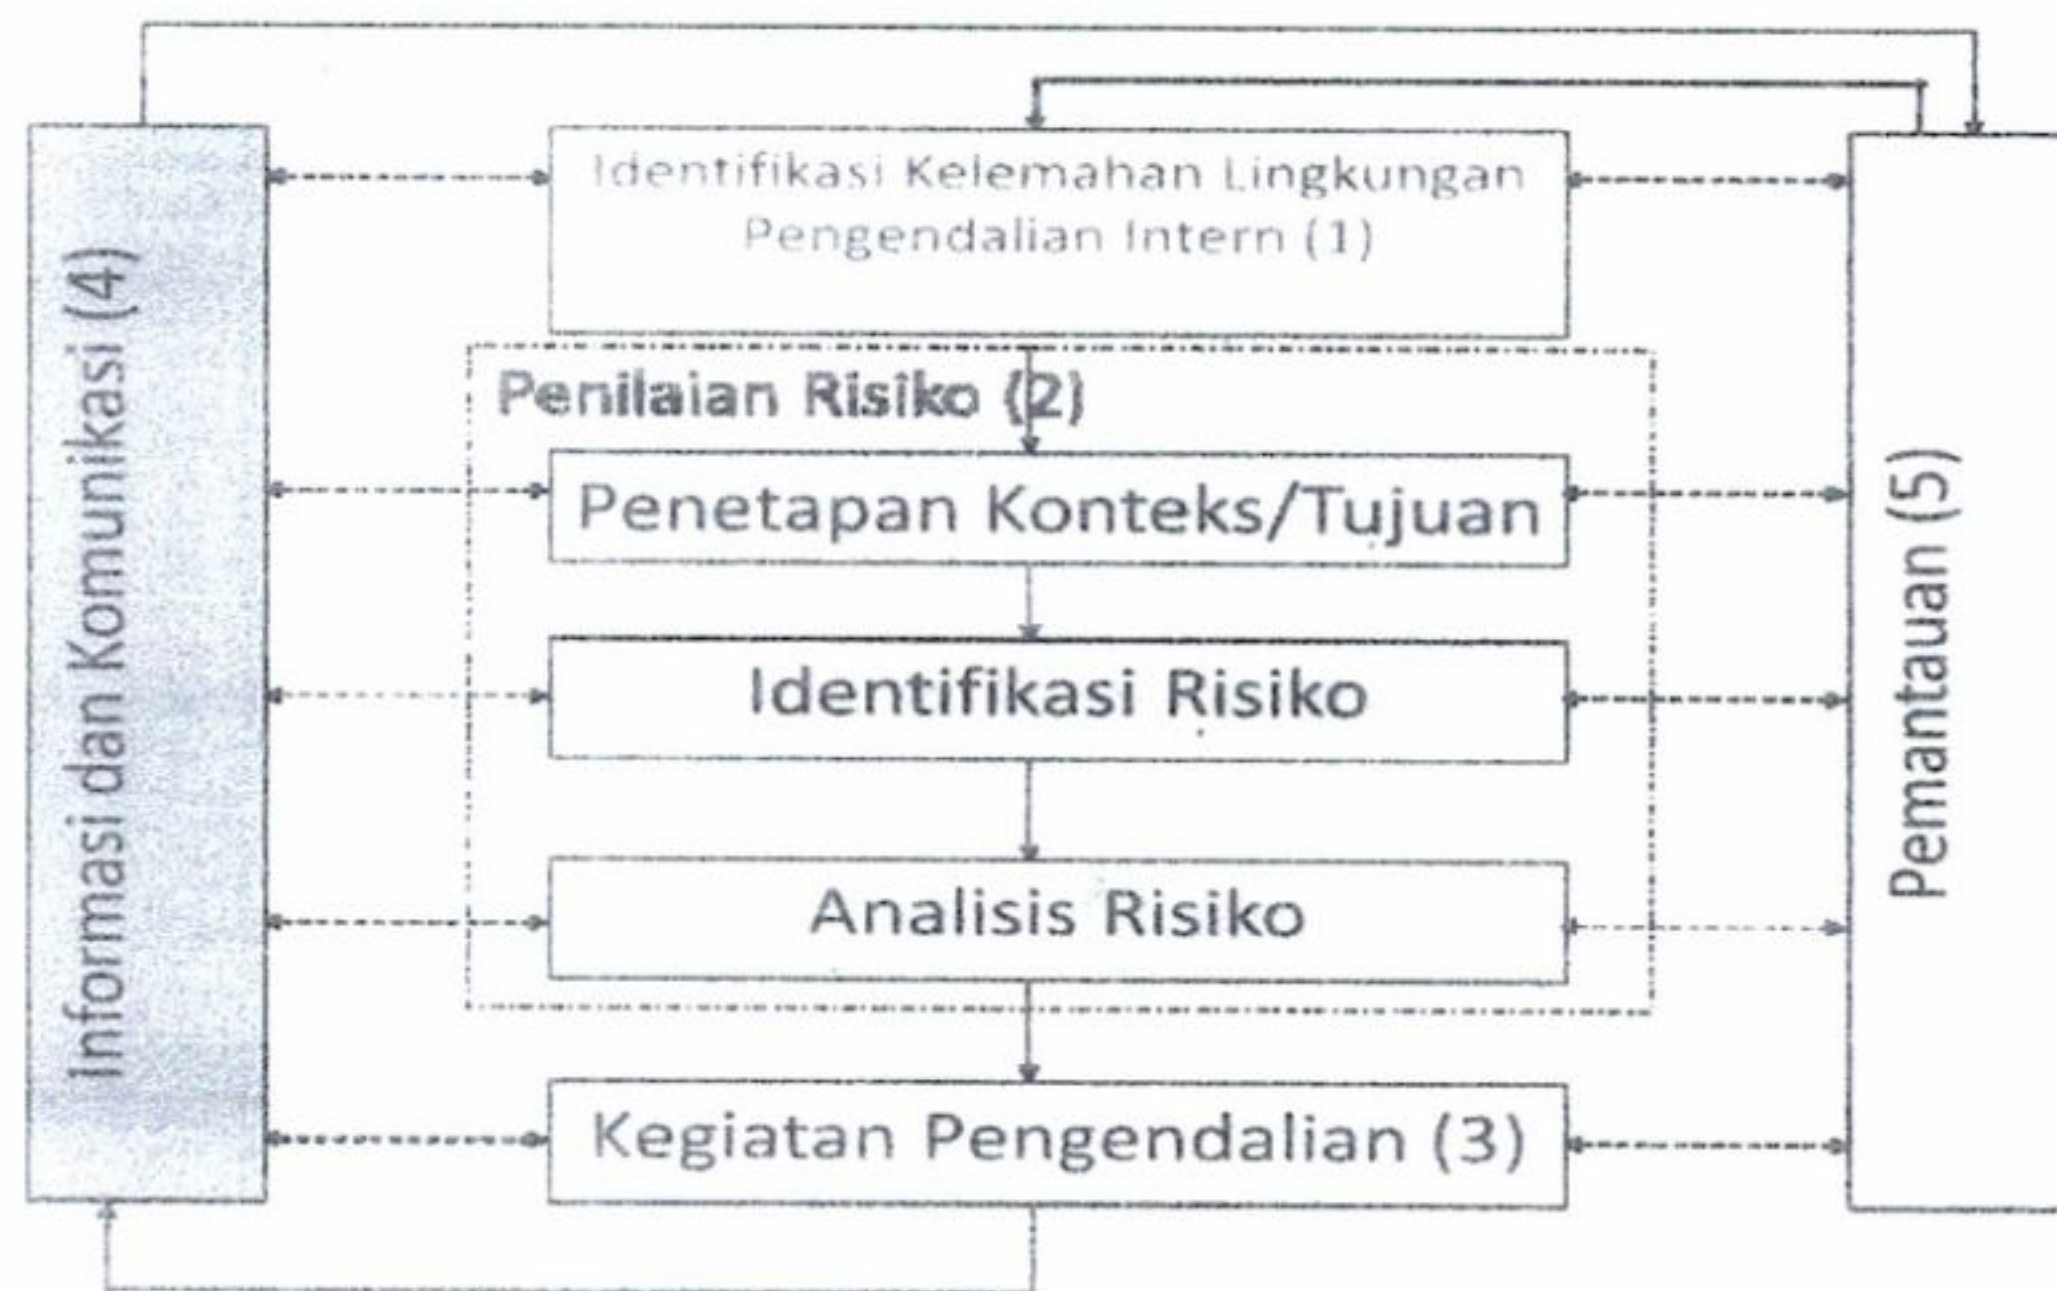 Informasi dan Komunikasi (4)
Identifikasi Kelemahan Lingkungan
Pengendalian Intern (1)
Penilaian Risiko (2)
Penetapan Konteks/Tujuan
Identifikasi Risiko
Analisis Risiko
Kegiatan Pengendalian (3)
Pemantauan (5)